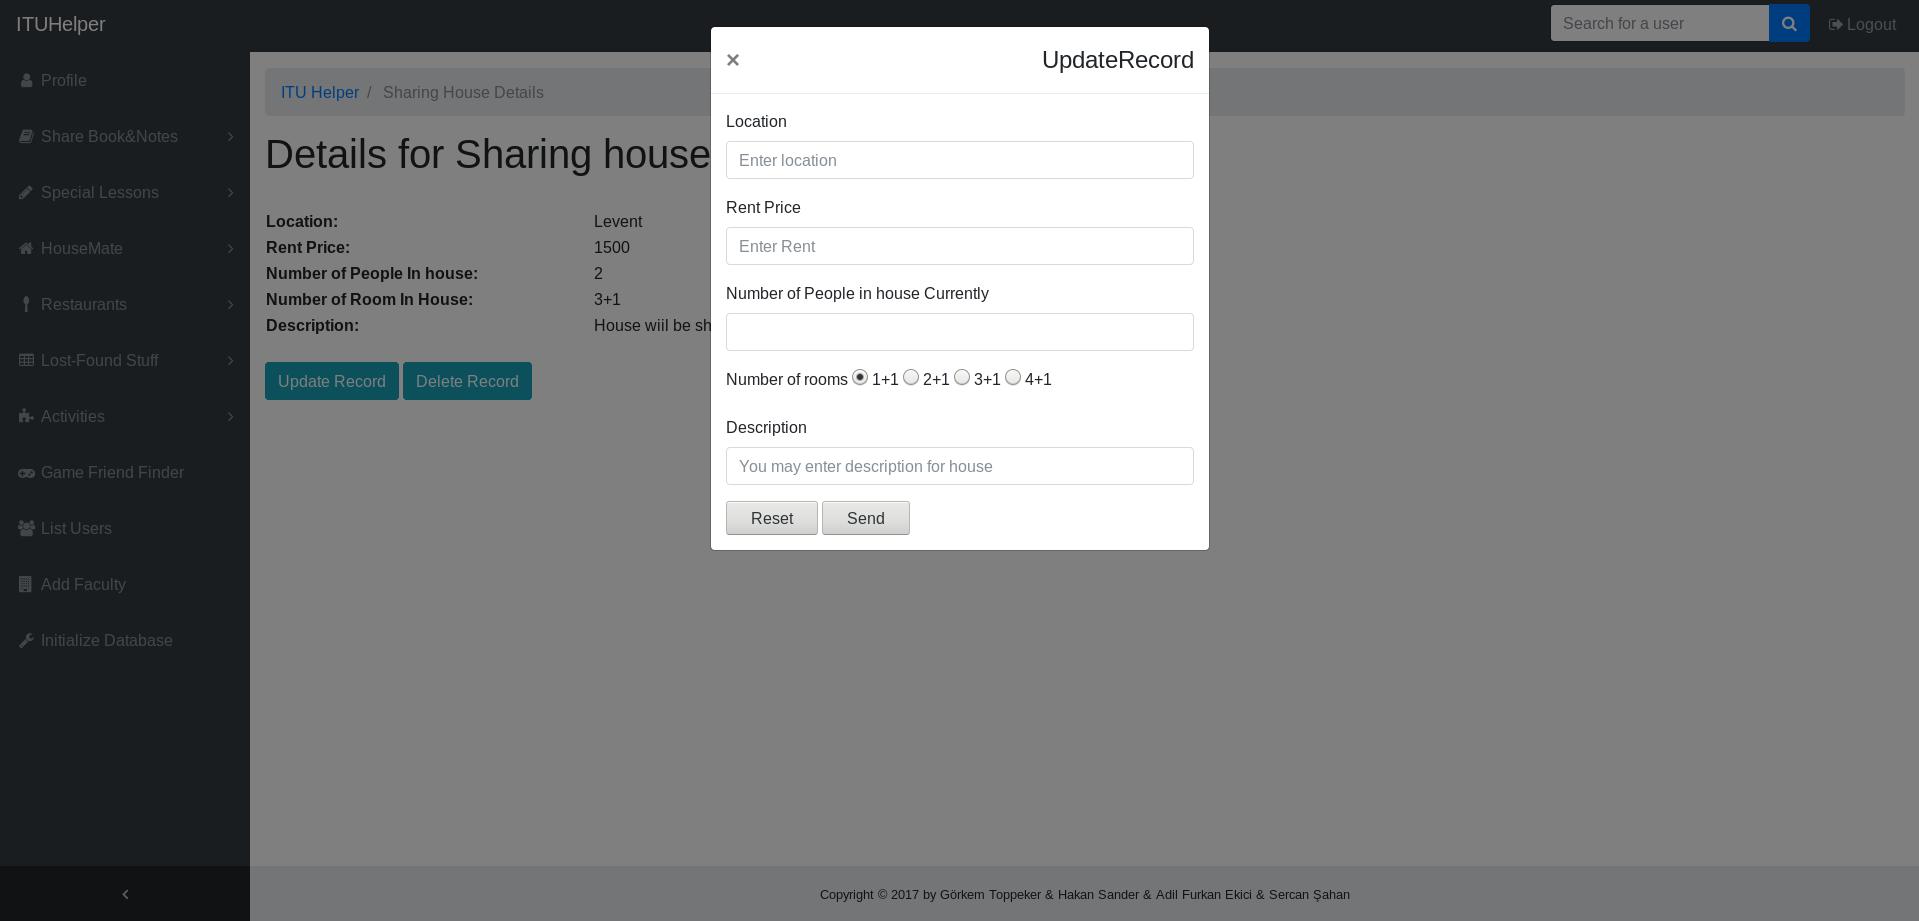 ITUHelper
Search for a user
Logout
Profile
Share Book&Notes
Special Lessons
HouseMate
Restaurants
Lost-Found Stuff
Activities
Game Friend Finder
List Users
Add Faculty
Initialize Database
ITU Helper / Sharing House Details
Details for Sharing house
Location: Levent
Rent Price: 1500
Number of People In house: 2
Number of Room In House: 3+1
Description: House wiil be sh
Update Record Delete Record
× UpdateRecord
Location
Enter location
Rent Price
Enter Rent
Number of People in house Currently
Number of rooms 1+1 2+1 3+1 4+1
Description
You may enter description for house
Reset Send
Copyright © 2017 by Görkem Toppeker & Hakan Sander & Adil Furkan Ekici & Sercan Şahan